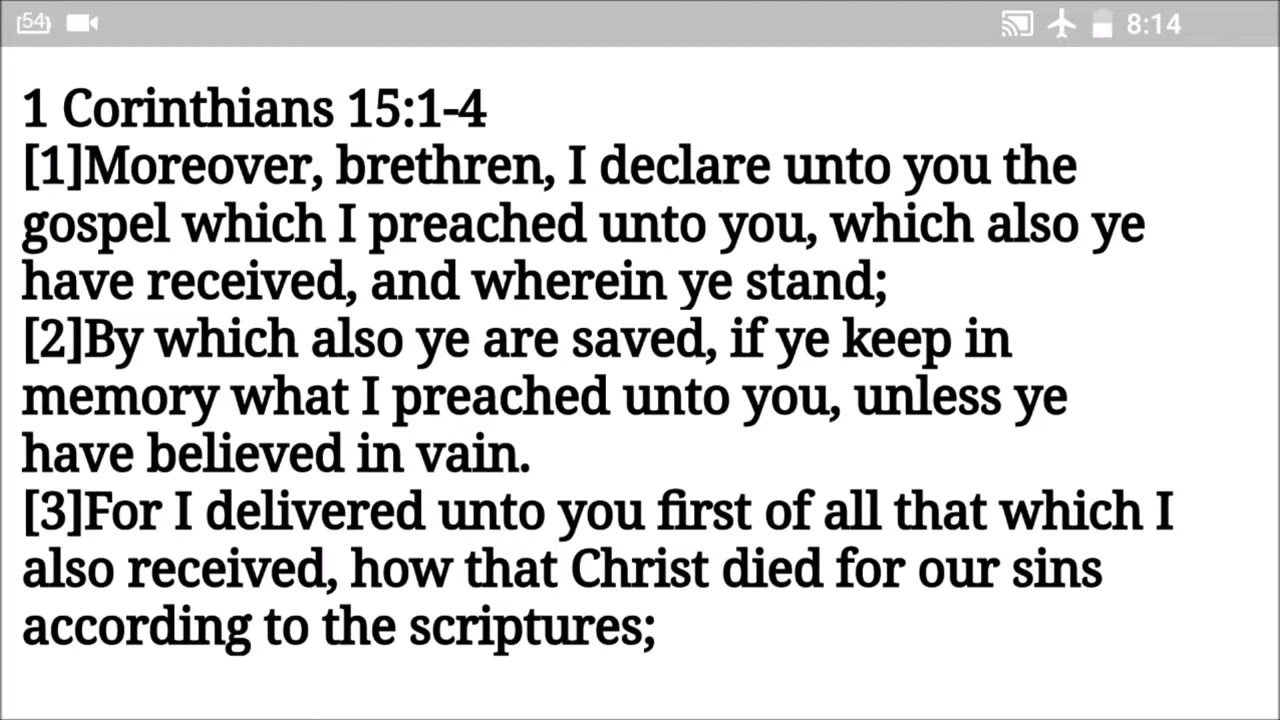 54
8:14
1 Corinthians 15:1-4
[1]Moreover, brethren, I declare unto you the
gospel which I preached unto you, which also ye
have received, and wherein ye stand;
[2]By which also ye are saved, if ye keep in
memory what I preached unto you, unless ye
have believed in vain.
[3]For I delivered unto you first of all that which I
also received, how that Christ died for our sins
according to the scriptures;